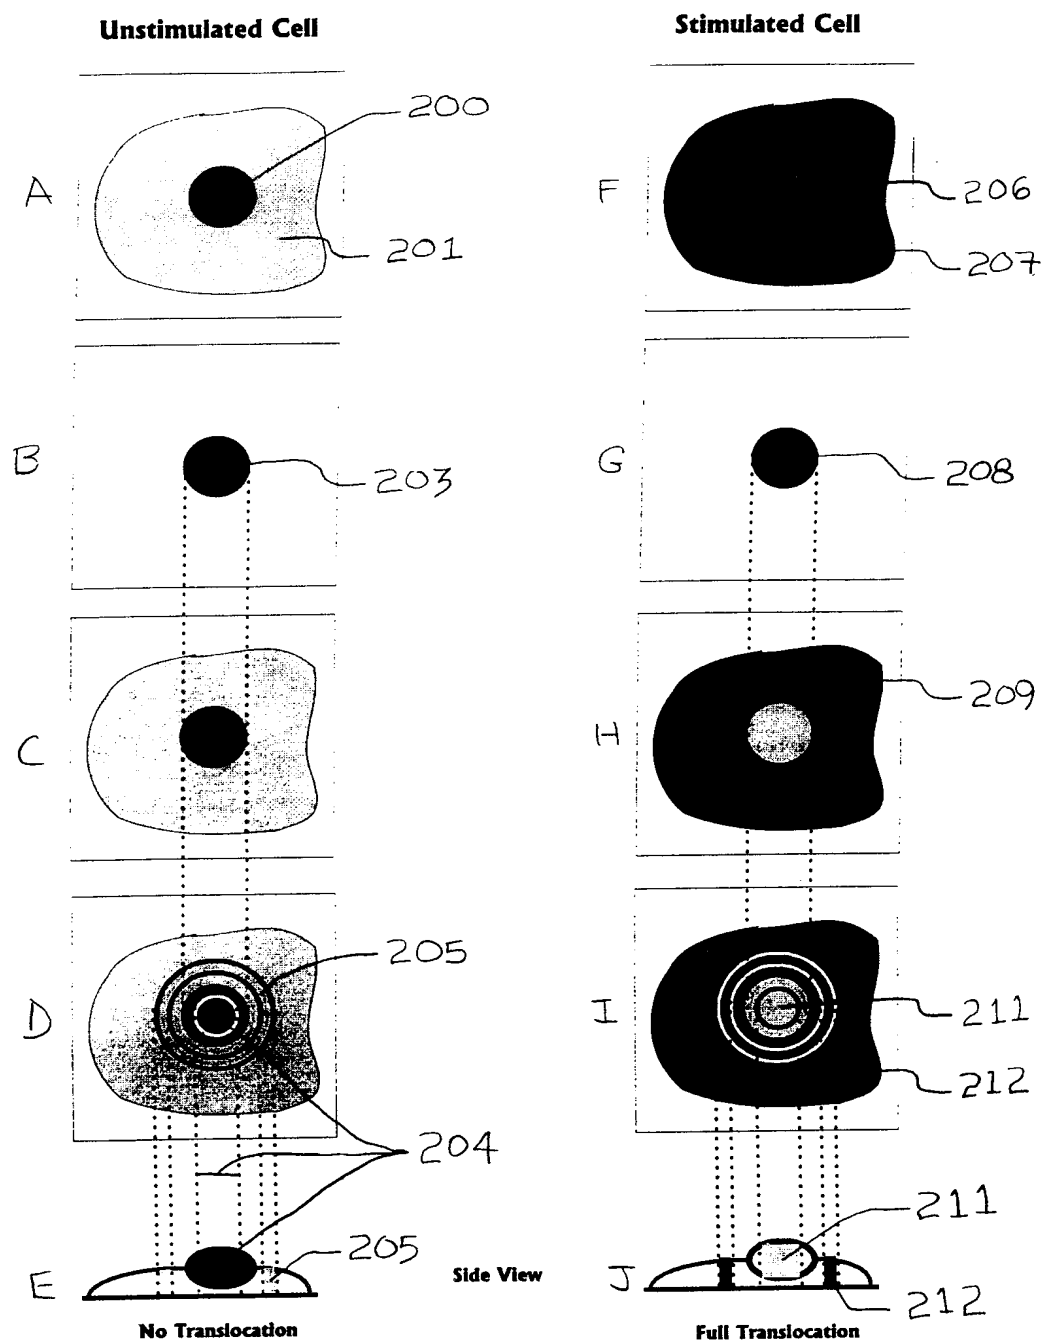 Unstimulated Cell
Stimulated Cell
A
200
201
F
206
207
B
203
G
208
C
H
209
D
205
204
I
211
212
E
205
Side View
J
211
212
No Translocation
Full Translocation